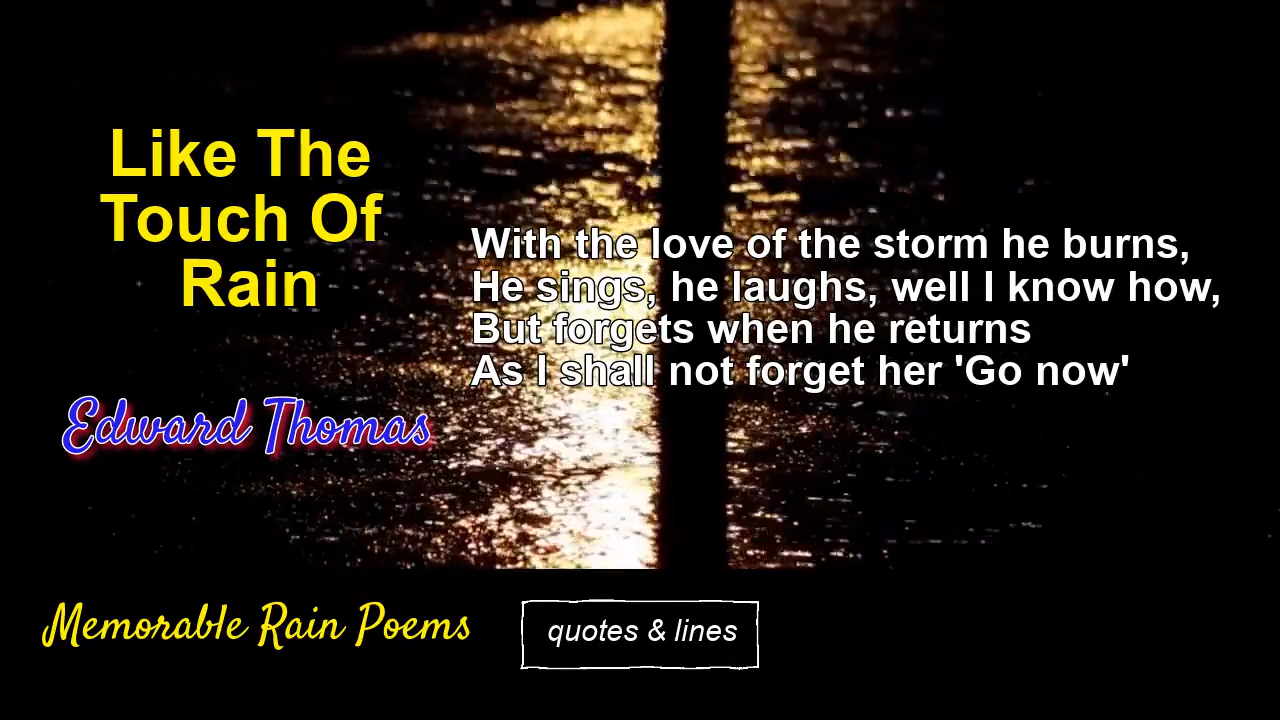 Like The
Touch Of
Rain
Edward Thomas
With the love of the storm he burns,
He sings, he laughs, well I know how,
But forgets when he returns
As I shall not forget her 'Go now'
Memorable Rain Poems
quotes & lines